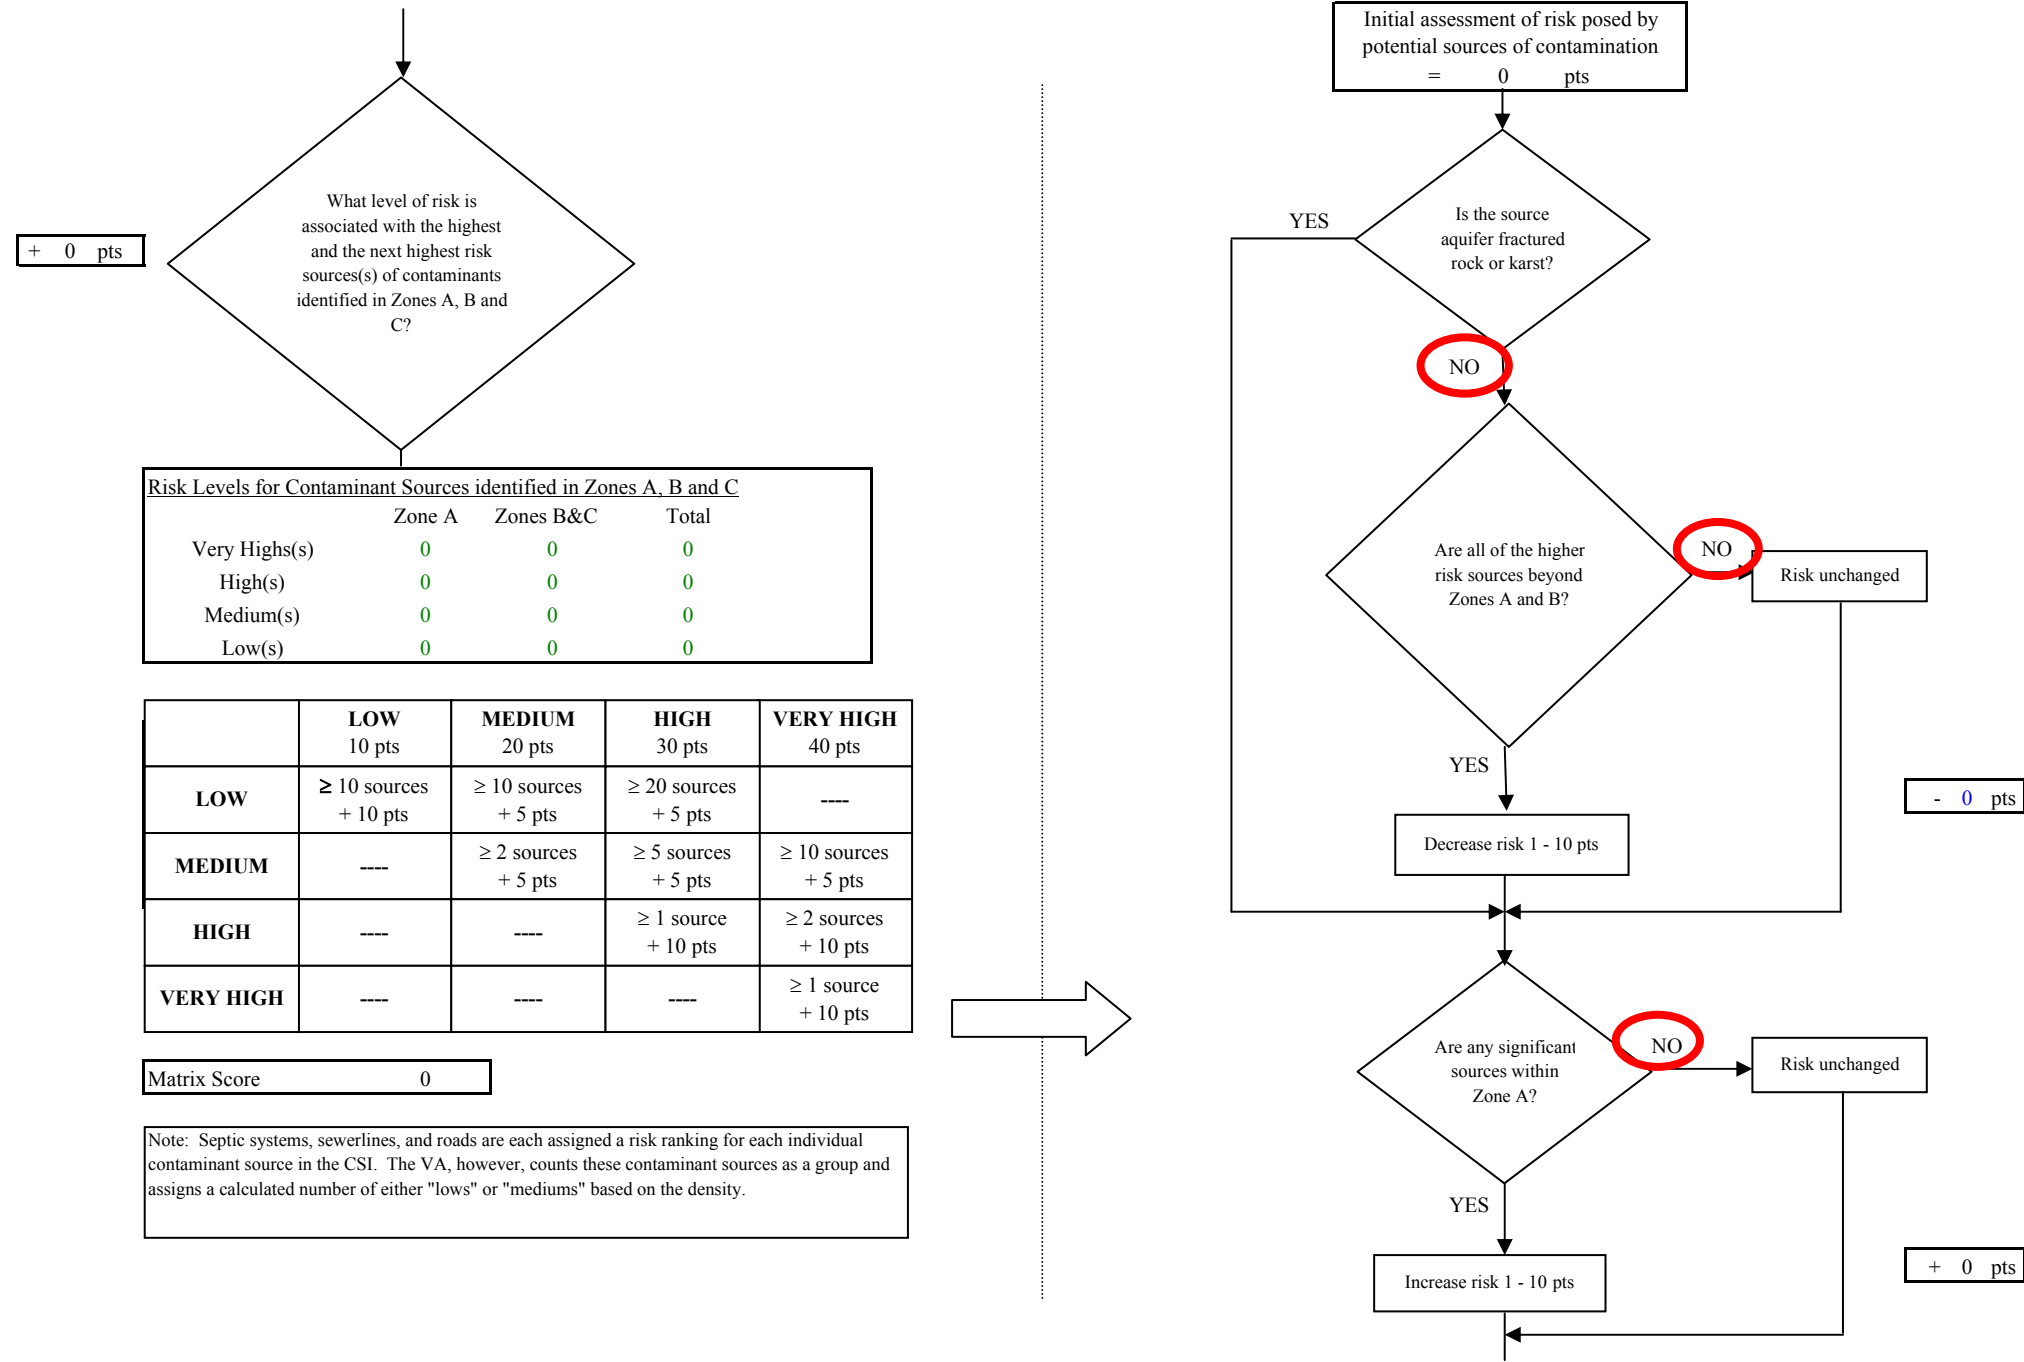 + 0 pts
What level of risk is
associated with the highest
and the next highest risk
sources(s) of contaminants
identified in Zones A, B and
C?
Risk Levels for Contaminant Sources identified in Zones A, B and C
Zone A Zones B&C Total
Very Highs(s) 0 0 0
High(s) 0 0 0
Medium(s) 0 0 0
Low(s) 0 0 0
LOW MEDIUM HIGH VERY HIGH
10 pts 20 pts 30 pts 40 pts
LOW ≥ 10 sources ≥ 10 sources ≥ 20 sources ----
+ 10 pts + 5 pts + 5 pts
MEDIUM ---- ≥ 2 sources ≥ 5 sources ≥ 10 sources
+ 5 pts + 5 pts + 5 pts
HIGH ---- ---- ≥ 1 source ≥ 2 sources
+ 10 pts + 10 pts
VERY HIGH ---- ---- ---- ≥ 1 source
+ 10 pts
Matrix Score 0
Note: Septic systems, sewerlines, and roads are each assigned a risk ranking for each individual
contaminant source in the CSI. The VA, however, counts these contaminant sources as a group and
assigns a calculated number of either "lows" or "mediums" based on the density.
Initial assessment of risk posed by
potential sources of contamination
= 0 pts
YES
Is the source
aquifer fractured
rock or karst?
NO
Are all of the higher
risk sources beyond
Zones A and B?
NO
Risk unchanged
YES
- 0 pts
Decrease risk 1 - 10 pts
Are any significant
sources within
Zone A?
NO
Risk unchanged
YES
+ 0 pts
Increase risk 1 - 10 pts